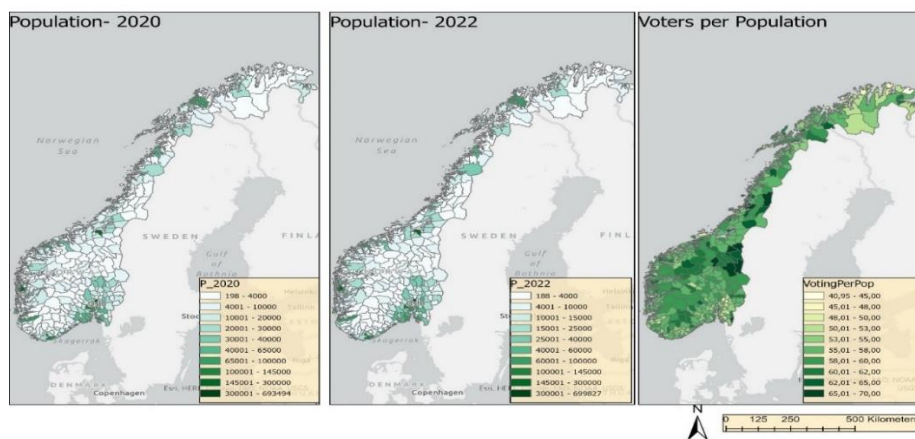 Population- 2020
Norwegian
Sea
SWEDEN
FINL
Gulf
of
Bothnia
Skagerrak
DENMARK
Copenhagen
P_2020
198 - 4000
4001 - 10000
10001 - 20000
20001 - 30000
30001 - 40000
40001 - 65000
65001 - 100000
100001 - 145000
145001 - 300000
300001 - 693494
Population- 2022
Norwegian
Sea
SWEDEN
FINL
Gulf
of
Bothnia
Skagerrak
DENMARK
Copenhagen
P_2022
188 - 4000
4001 - 10000
10001 - 15000
15001 - 25000
25001 - 40000
40001 - 60000
60001 - 100000
100001 - 145000
145001 - 300000
300001 - 699827
Voters per Population
VotingPerPop
40,95 - 45,00
45,01 - 48,00
48,01 - 50,00
50,01 - 53,00
53,01 - 55,00
55,01 - 58,00
58,01 - 60,00
60,01 - 62,00
62,01 - 65,00
65,01 - 70,00
N
0 125 250 500 Kilometers